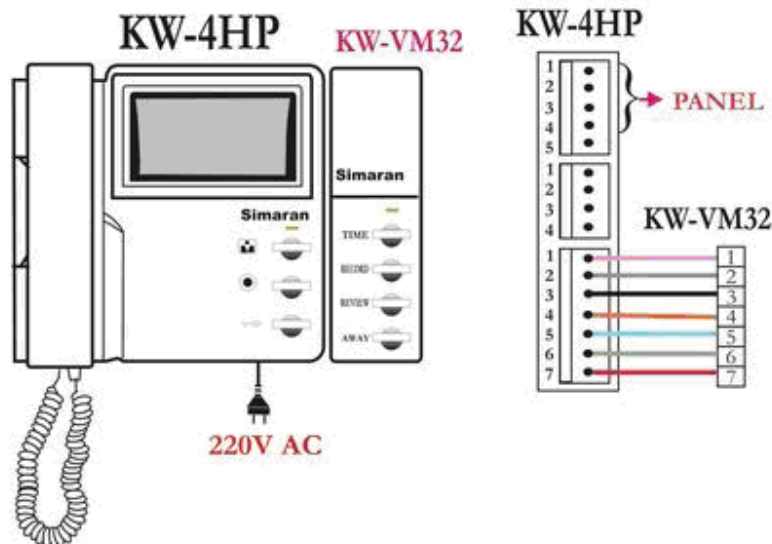 KW-4HP
KW-VM32
Simaran
Simaran
TIME
RECORD
REVIEW
AWAY
220V AC
KW-4HP
1
2
3
4
5
PANEL
1
2
3
4
KW-VM32
1 1
2 2
3 3
4 4
5 5
6 6
7 7